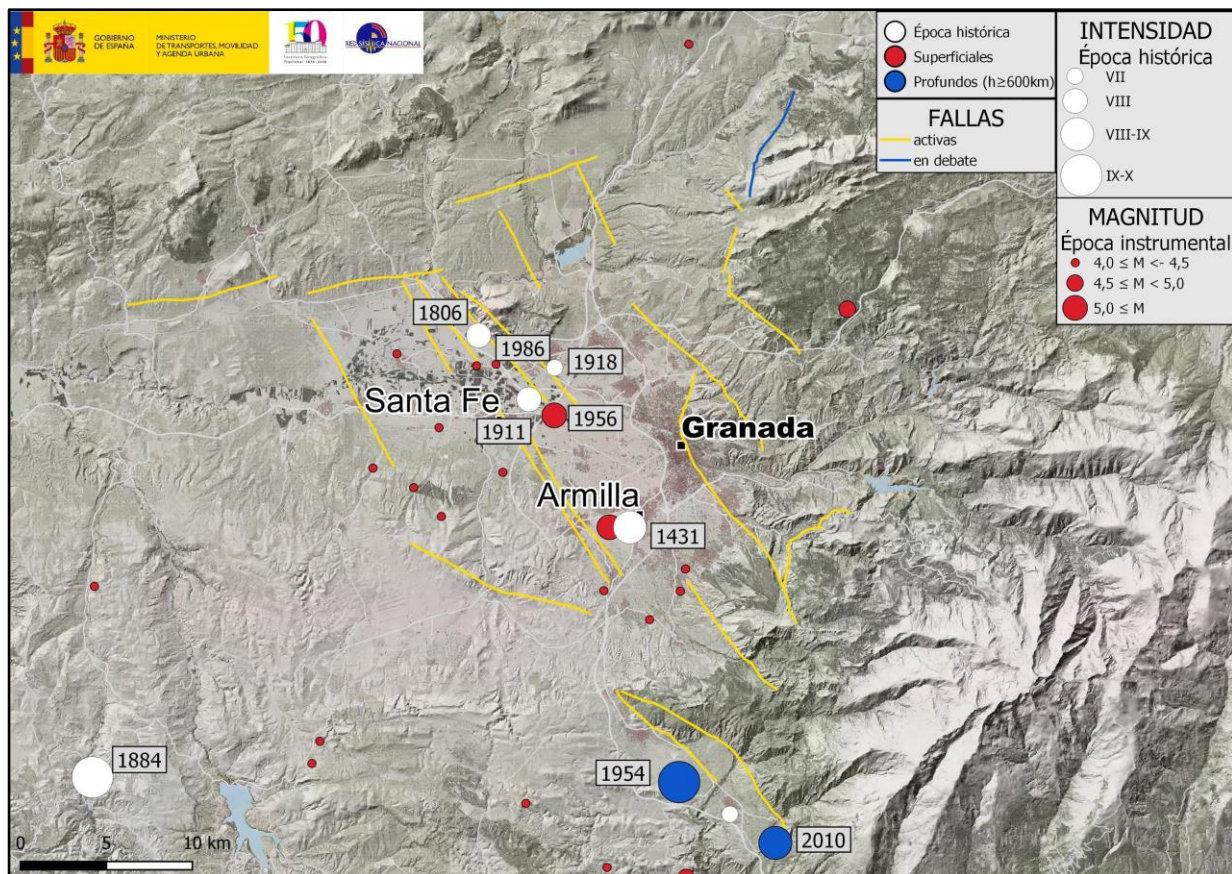 GOBIERNO
DE ESPAÑA
MINISTERIO
DE TRANSPORTES, MOVILIDAD
Y AGENDA URBANA
150
RED SÍSMICA NACIONAL
Época histórica
Superficiales
Profundos (h≥600km)
FALLAS
activas
en debate
INTENSIDAD
Época histórica
VII
VIII
VIII-IX
IX-X
MAGNITUD
Época instrumental
4,0 ≤ M <- 4,5
4,5 ≤ M < 5,0
5,0 ≤ M
1806
1986
1918
Santa Fe
1956
1911
Granada
Armilla
1431
1884
1954
2010
0 5 10 km